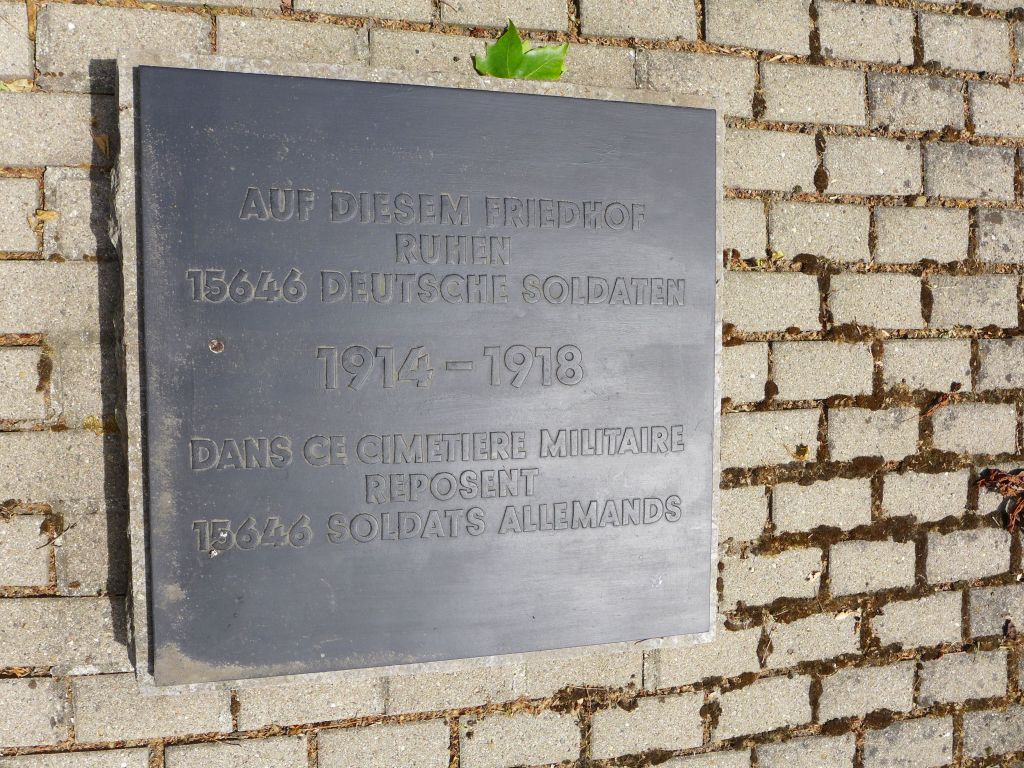 AUF DIESEM FRIEDHOF
RUHEN
15646 DEUTSCHE SOLDATEN
1914 – 1918
DANS CE CIMETIERE MILITAIRE
REPOSENT
15646 SOLDATS ALLEMANDS